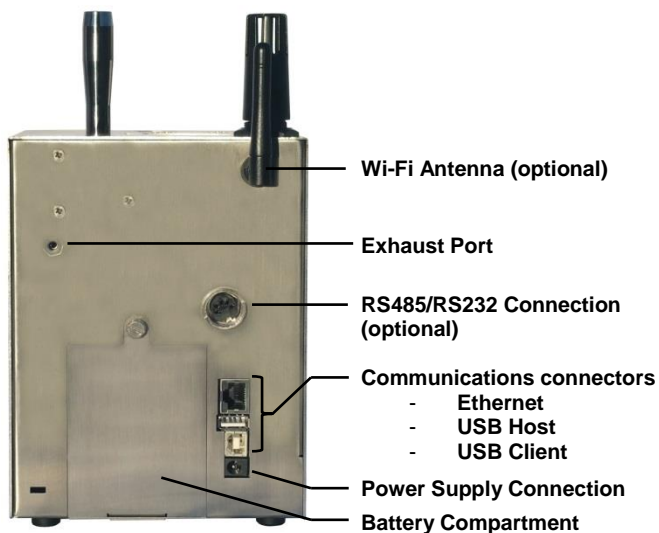 Wi-Fi Antenna (optional)
Exhaust Port
RS485/RS232 Connection
(optional)
Communications connectors
- Ethernet
- USB Host
- USB Client
Power Supply Connection
Battery Compartment